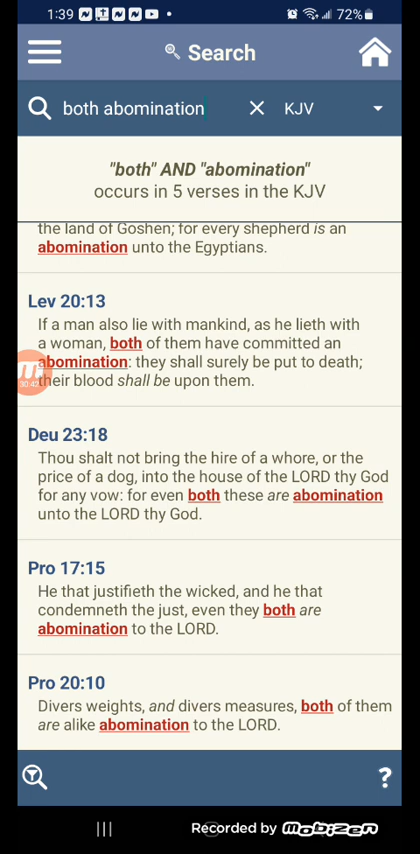 1:39 72%
Search
both abomination KJV
"both" AND "abomination"
occurs in 5 verses in the KJV
the land of Goshen; for every shepherd is an
abomination unto the Egyptians.
Lev 20:13
If a man also lie with mankind, as he lieth with
a woman, both of them have committed an
abomination: they shall surely be put to death;
their blood shall be upon them.
30:42
Deu 23:18
Thou shalt not bring the hire of a whore, or the
price of a dog, into the house of the LORD thy God
for any vow: for even both these are abomination
unto the LORD thy God.
Pro 17:15
He that justifieth the wicked, and he that
condemneth the just, even they both are
abomination to the LORD.
Pro 20:10
Divers weights, and divers measures, both of them
are alike abomination to the LORD.
?
Recorded by mobizen